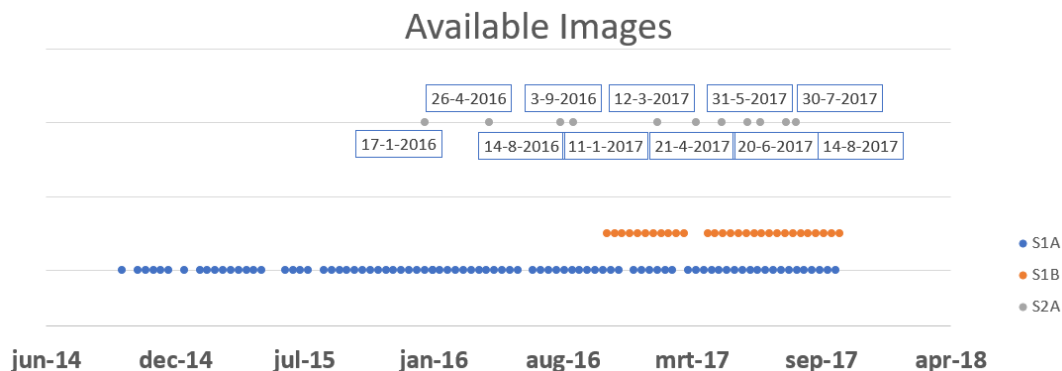 Available Images
26-4-2016 3-9-2016 12-3-2017 31-5-2017 30-7-2017
17-1-2016 14-8-2016 11-1-2017 21-4-2017 20-6-2017 14-8-2017
S1A
S1B
S2A
jun-14 dec-14 jul-15 jan-16 aug-16 mrt-17 sep-17 apr-18